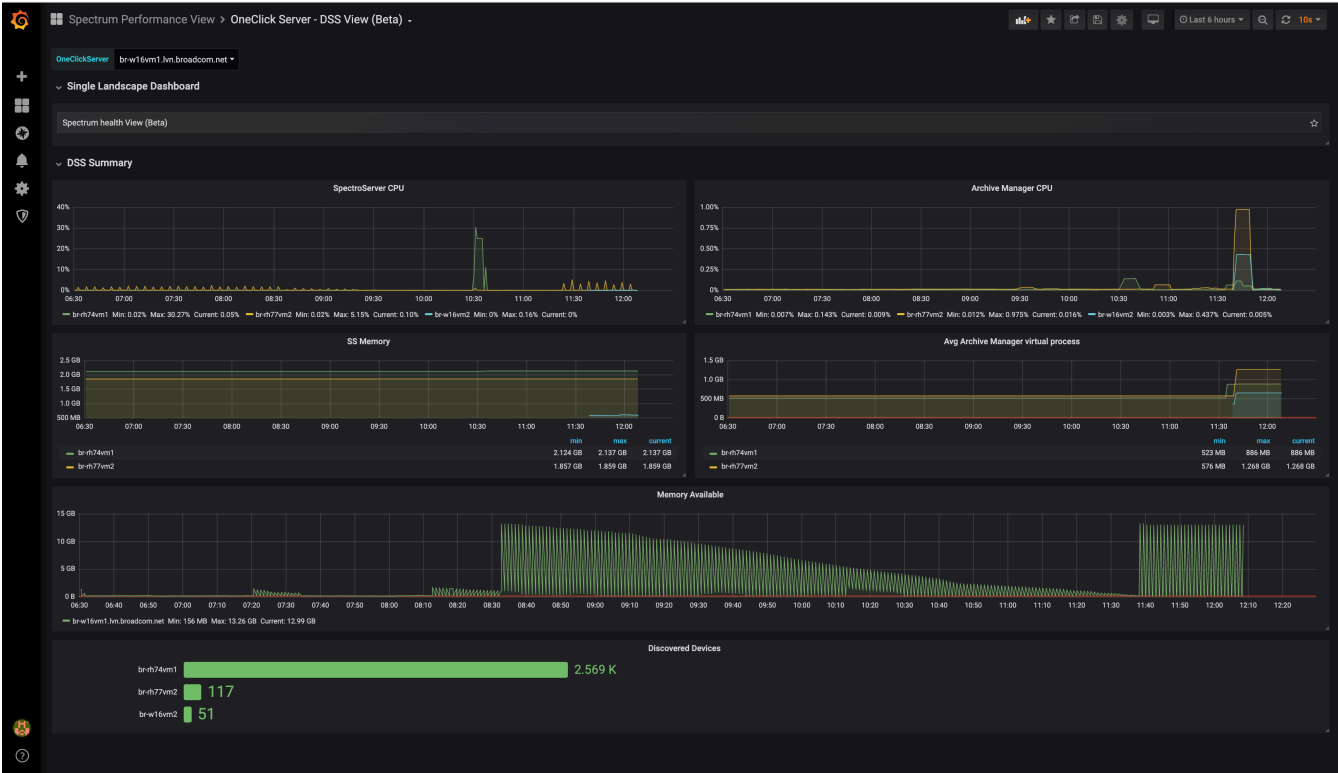 Spectrum Performance View > OneClick Server - DSS View (Beta)
Last 6 hours
10s
OneClickServer br-w16vm1.lvn.broadcom.net
Single Landscape Dashboard
Spectrum health View (Beta)
DSS Summary
SpectroServer CPU
40%
30%
20%
10%
0%
06:30 07:00 07:30 08:00 08:30 09:00 09:30 10:00 10:30 11:00 11:30 12:00
br-rh74vm1 Min: 0.02% Max: 30.27% Current: 0.05% br-rh77vm2 Min: 0.02% Max: 5.15% Current: 0.10% br-w16vm2 Min: 0% Max: 0.16% Current: 0%
Archive Manager CPU
1.00%
0.75%
0.50%
0.25%
0%
06:30 07:00 07:30 08:00 08:30 09:00 09:30 10:00 10:30 11:00 11:30 12:00
br-rh74vm1 Min: 0.007% Max: 0.143% Current: 0.009% br-rh77vm2 Min: 0.012% Max: 0.975% Current: 0.016% br-w16vm2 Min: 0.003% Max: 0.437% Current: 0.005%
SS Memory
2.5 GB
2.0 GB
1.5 GB
1.0 GB
500 MB
06:30 07:00 07:30 08:00 08:30 09:00 09:30 10:00 10:30 11:00 11:30 12:00
min max current
br-rh74vm1 2.124 GB 2.137 GB 2.137 GB
br-rh77vm2 1.857 GB 1.859 GB 1.859 GB
Avg Archive Manager virtual process
1.5 GB
1.0 GB
500 MB
0 B
06:30 07:00 07:30 08:00 08:30 09:00 09:30 10:00 10:30 11:00 11:30 12:00
min max current
br-rh74vm1 523 MB 886 MB 886 MB
br-rh77vm2 576 MB 1.268 GB 1.268 GB
Memory Available
15 GB
10 GB
5 GB
0 B
06:30 06:40 06:50 07:00 07:10 07:20 07:30 07:40 07:50 08:00 08:10 08:20 08:30 08:40 08:50 09:00 09:10 09:20 09:30 09:40 09:50 10:00 10:10 10:20 10:30 10:40 10:50 11:00 11:10 11:20 11:30 11:40 11:50 12:00 12:10 12:20
br-w16vm1.lvn.broadcom.net Min: 156 MB Max: 13.26 GB Current: 12.99 GB
Discovered Devices
br-rh74vm1 2.569 K
br-rh77vm2 117
br-w16vm2 51